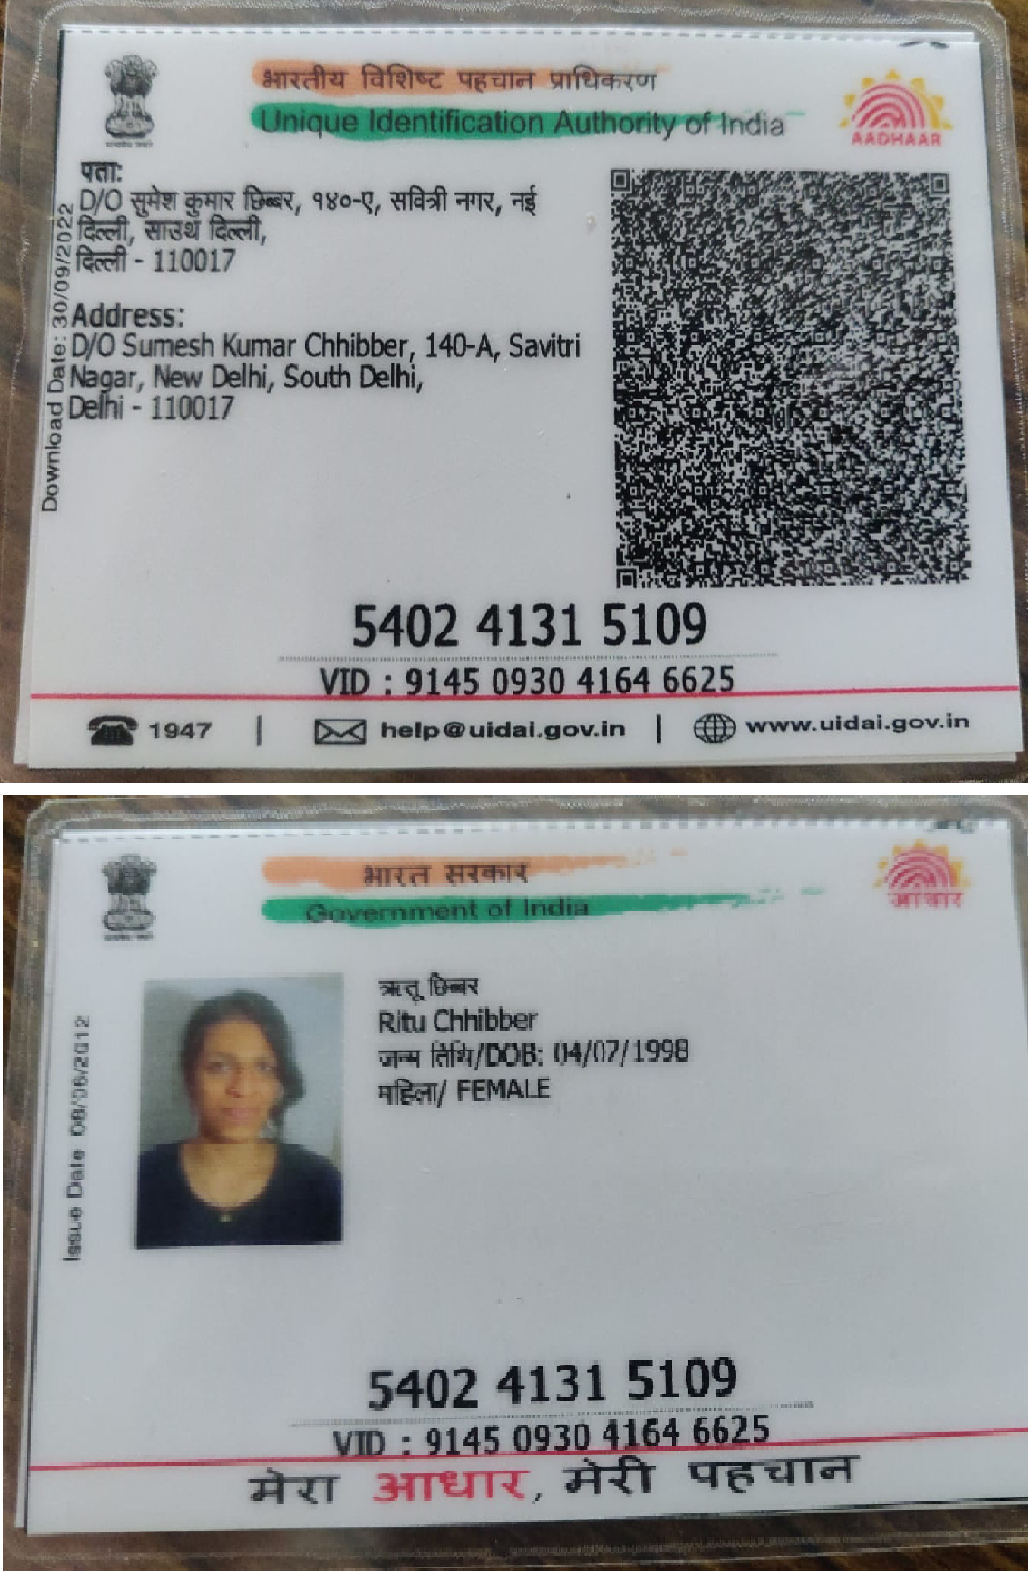 भारतीय विशिष्ट पहचान प्राधिकरण
Unique Identification Authority of India
AADHAAR
पता:
D/O सुमेश कुमार छिब्बर, १४०-ए, सवित्री नगर, नई
दिल्ली, साउथ दिल्ली,
दिल्ली - 110017
Address:
D/O Sumesh Kumar Chhibber, 140-A, Savitri
Nagar, New Delhi, South Delhi,
Delhi - 110017
Download Date: 30/09/2022
5402 4131 5109
VID : 9145 0930 4164 6625
1947 | help@uidai.gov.in | www.uidai.gov.in
भारत सरकार
Government of India
आधार
ऋतू छिब्बर
Ritu Chhibber
जन्म तिथि/DOB: 04/07/1998
महिला/ FEMALE
Issue Date 08/06/2012
5402 4131 5109
VID : 9145 0930 4164 6625
मेरा आधार, मेरी पहचान